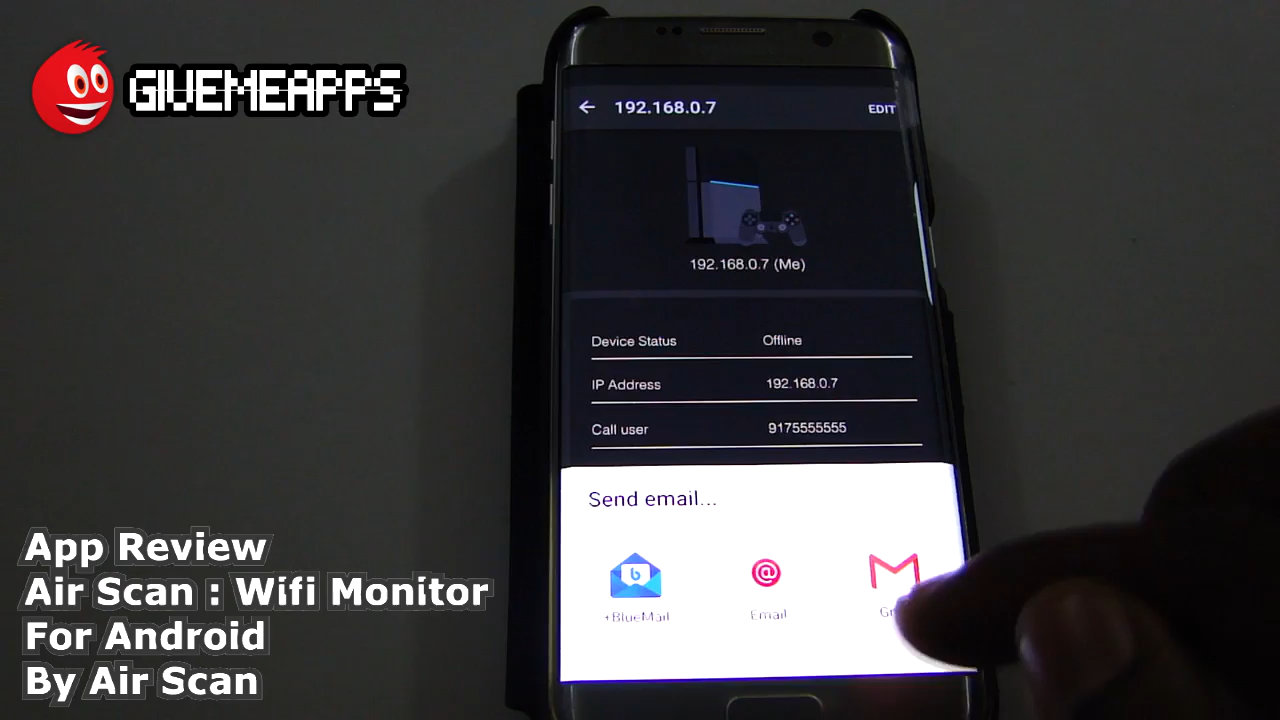 GIVEMEAPPS
192.168.0.7 EDIT
192.168.0.7 (Me)
Device Status Offline
IP Address 192.168.0.7
Call user 9175555555
Send email...
+BlueMail Email
App Review
Air Scan : Wifi Monitor
For Android
By Air Scan